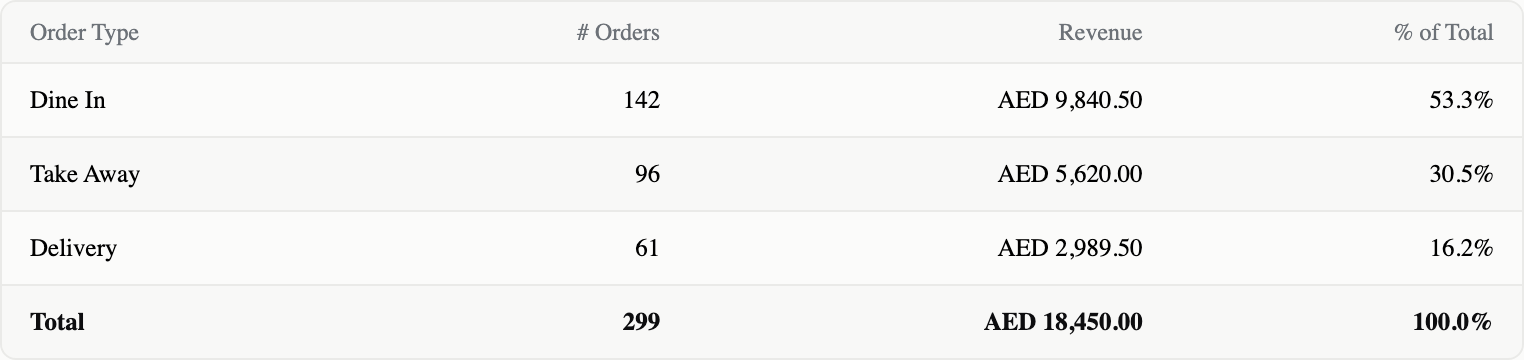 Order Type # Orders Revenue % of Total
Dine In 142 AED 9,840.50 53.3%
Take Away 96 AED 5,620.00 30.5%
Delivery 61 AED 2,989.50 16.2%
Total 299 AED 18,450.00 100.0%